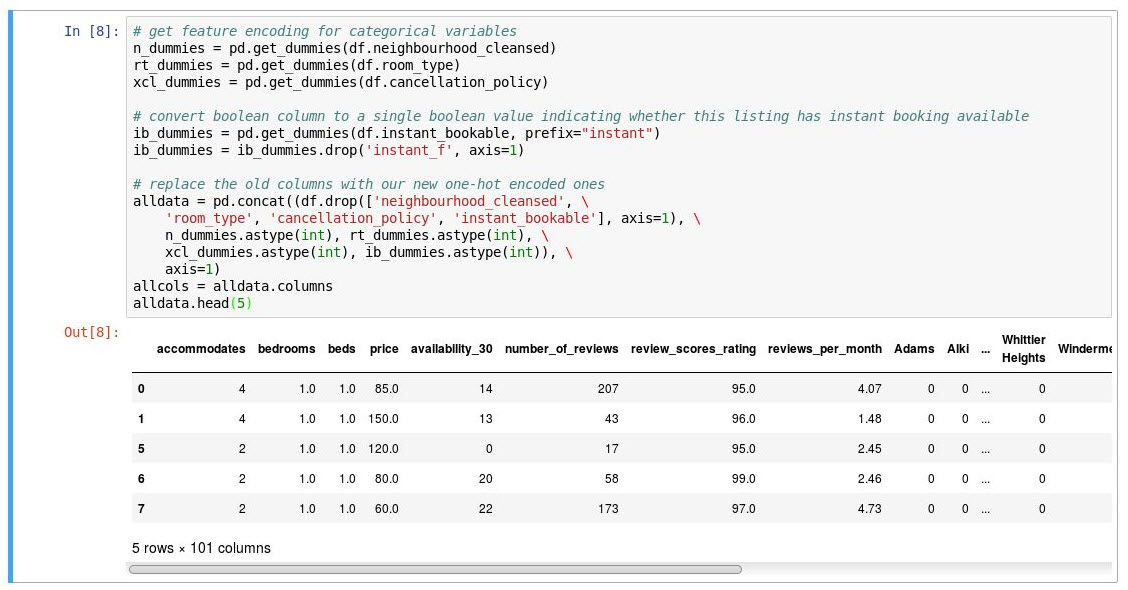 In [8]:
# get feature encoding for categorical variables
n_dummies = pd.get_dummies(df.neighbourhood_cleansed)
rt_dummies = pd.get_dummies(df.room_type)
xcl_dummies = pd.get_dummies(df.cancellation_policy)
# convert boolean column to a single boolean value indicating whether this listing has instant booking available
ib_dummies = pd.get_dummies(df.instant_bookable, prefix="instant")
ib_dummies = ib_dummies.drop('instant_f', axis=1)
# replace the old columns with our new one-hot encoded ones
alldata = pd.concat((df.drop(['neighbourhood_cleansed', \
    'room_type', 'cancellation_policy', 'instant_bookable'], axis=1), \
    n_dummies.astype(int), rt_dummies.astype(int), \
    xcl_dummies.astype(int), ib_dummies.astype(int)), \
    axis=1)
allcols = alldata.columns
alldata.head(5)
Out[8]:
accommodates bedrooms beds price availability_30 number_of_reviews review_scores_rating reviews_per_month Adams Alki ... Whittier Heights Winderme
0 4 1.0 1.0 85.0 14 207 95.0 4.07 0 0 ... 0
1 4 1.0 1.0 150.0 13 43 96.0 1.48 0 0 ... 0
5 2 1.0 1.0 120.0 0 17 95.0 2.45 0 0 ... 0
6 2 1.0 1.0 80.0 20 58 99.0 2.46 0 0 ... 0
7 2 1.0 1.0 60.0 22 173 97.0 4.73 0 0 ... 0
5 rows × 101 columns